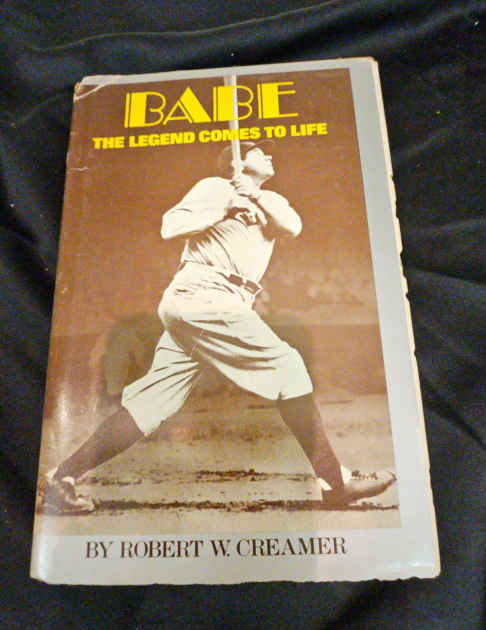 BABE
THE LEGEND COMES TO LIFE
BY ROBERT W. CREAMER